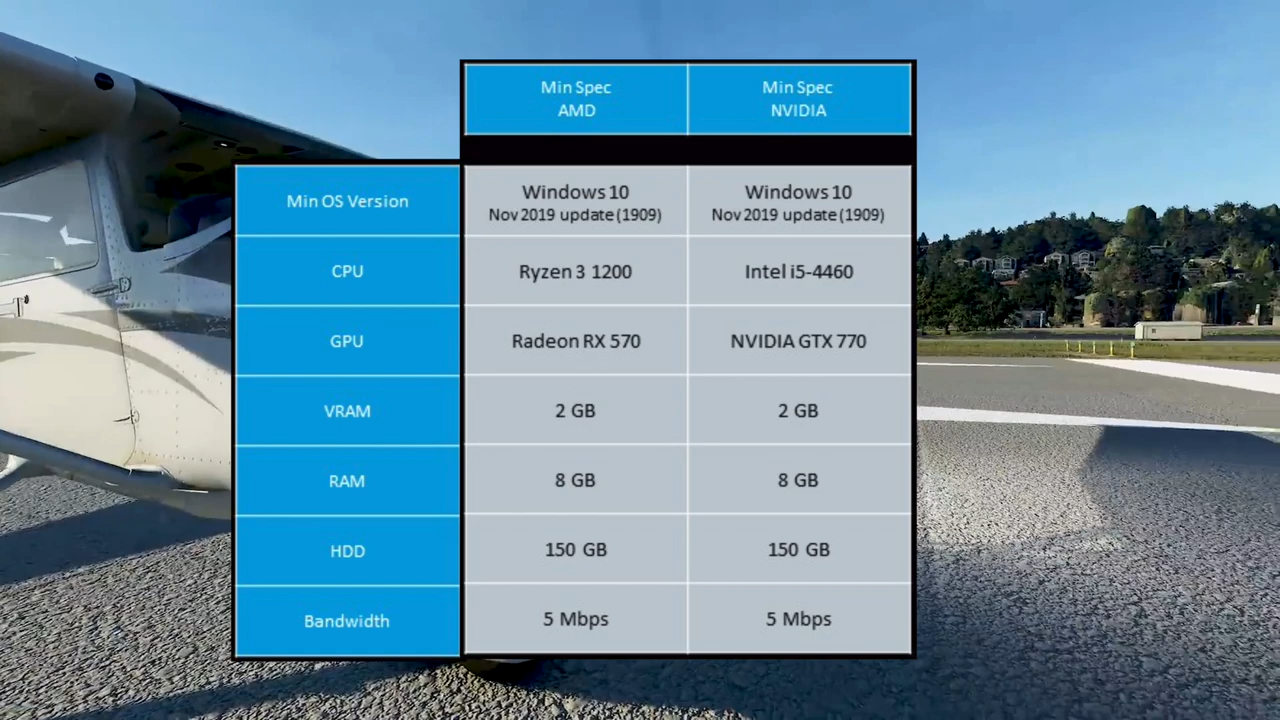 Min Spec
AMD
Min Spec
NVIDIA
Min OS Version
Windows 10
Nov 2019 update (1909)
Windows 10
Nov 2019 update (1909)
CPU
Ryzen 3 1200
Intel i5-4460
GPU
Radeon RX 570
NVIDIA GTX 770
VRAM
2 GB
2 GB
RAM
8 GB
8 GB
HDD
150 GB
150 GB
Bandwidth
5 Mbps
5 Mbps